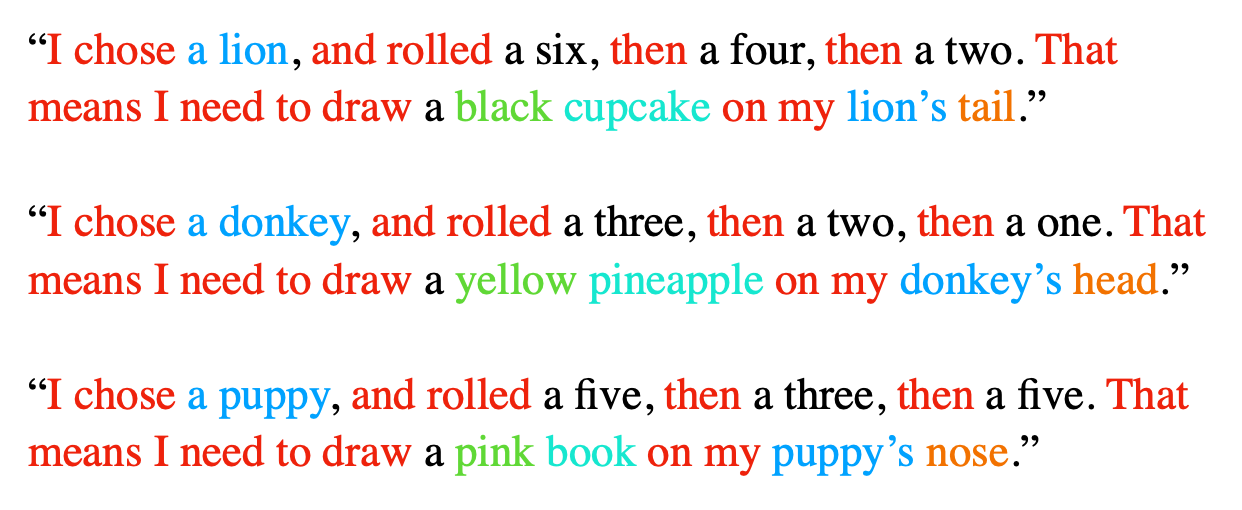 “I chose a lion, and rolled a six, then a four, then a two. That
means I need to draw a black cupcake on my lion’s tail.”
“I chose a donkey, and rolled a three, then a two, then a one. That
means I need to draw a yellow pineapple on my donkey’s head.”
“I chose a puppy, and rolled a five, then a three, then a five. That
means I need to draw a pink book on my puppy’s nose.”